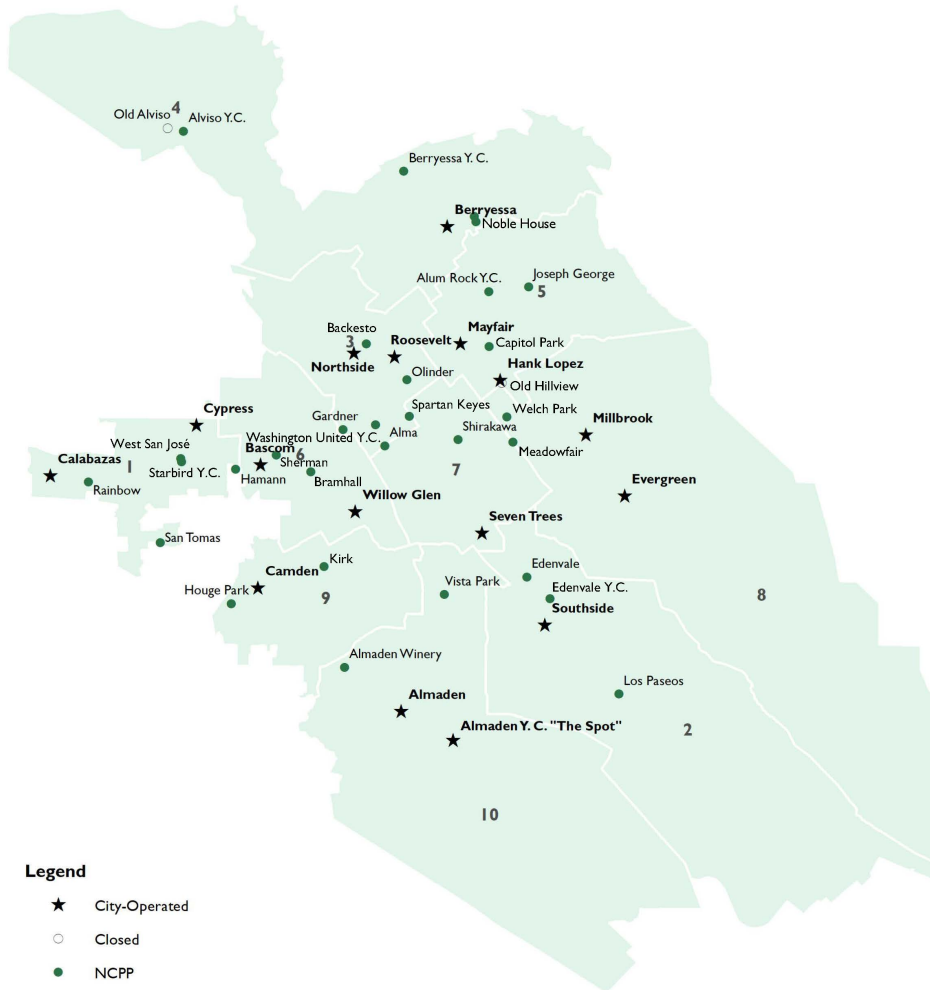 4
Old Alviso
Alviso Y.C.
Berryessa Y. C.
Berryessa
Noble House
Joseph George
Alum Rock Y.C.
5
Backesto
3
Mayfair
Roosevelt
Capitol Park
Northside
Hank Lopez
Olinder
Old Hillview
Cypress
Spartan Keyes
Welch Park
Gardner
Millbrook
Shirakawa
Alma
Washington United Y.C.
West San José
Bascom
6
Meadowfair
Calabazas
1
Starbird Y.C.
Sherman
7
Hamann
Bramhall
Evergreen
Rainbow
Willow Glen
Seven Trees
San Tomas
Kirk
Edenvale
Camden
Vista Park
Edenvale Y.C.
Houge Park
9
8
Southside
Almaden Winery
Los Paseos
Almaden
Almaden Y. C. "The Spot"
2
10
Legend
City-Operated
Closed
NCPP